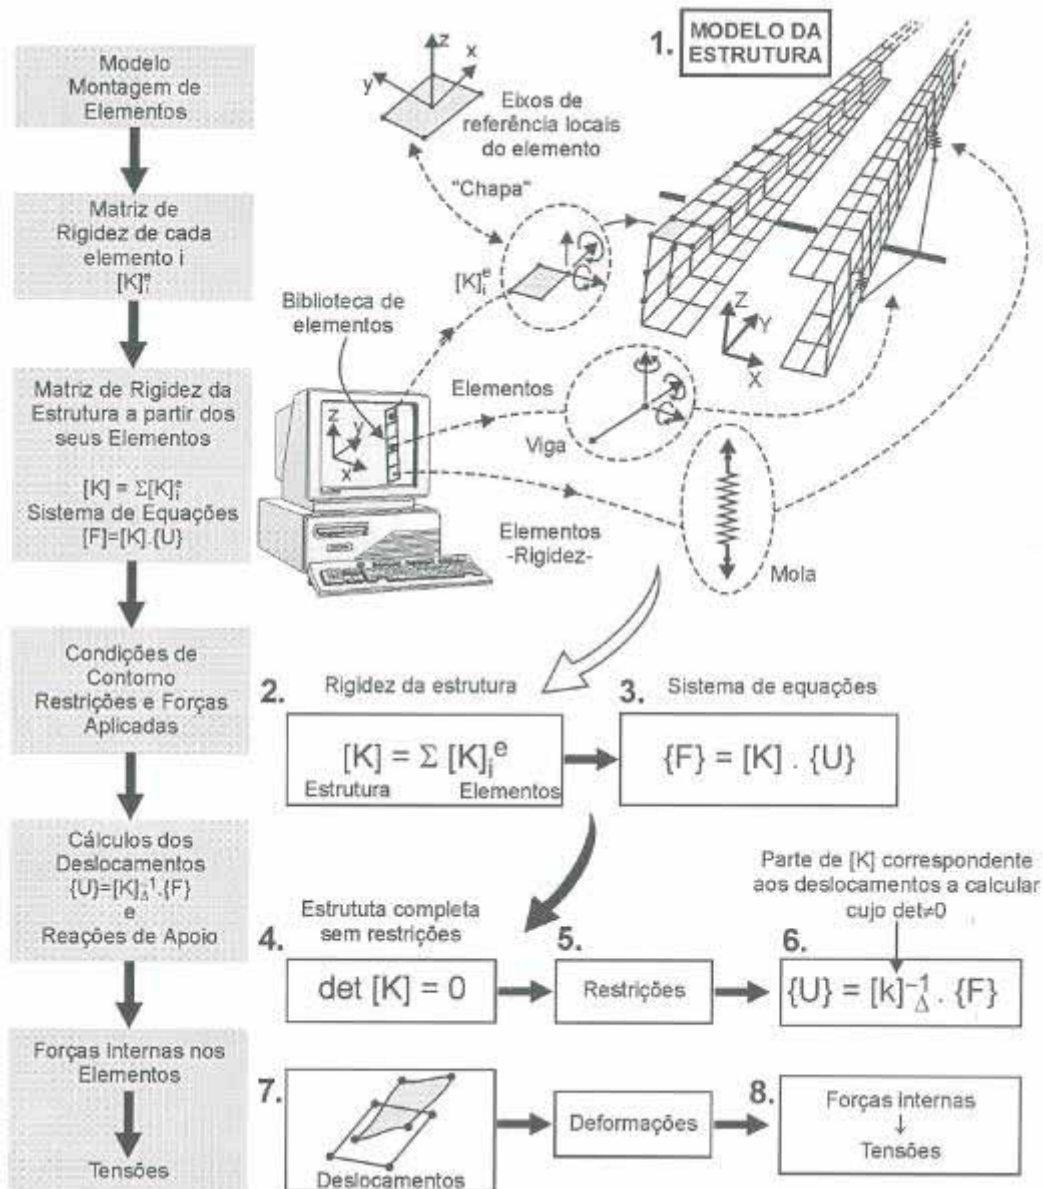 Modelo
Montagem de
Elementos
Matriz de
Rigidez de cada
elemento i
[K]ᵢᵉ
Matriz de Rigidez da
Estrutura a partir dos
seus Elementos
[K] = Σ[K]ᵢᵉ
Sistema de Equações
[F]=[K].{U}
Condições de
Contorno
Restrições e Forças
Aplicadas
Cálculos dos
Deslocamentos
{U}=[K]_Δ⁻¹.{F}
e
Reações de Apoio
Forças Internas nos
Elementos
Tensões
1. MODELO DA
ESTRUTURA
z
x
y
Eixos de
referência locais
do elemento
"Chapa"
[K]ᵢᵉ
Biblioteca de
elementos
Z
Y
X
Elementos
Viga
Z
y
X
Elementos
-Rigidez-
Mola
2. Rigidez da estrutura
[K] = Σ [K]ᵢᵉ
Estrutura Elementos
3. Sistema de equações
{F} = [K] . {U}
Parte de [K] correspondente
aos deslocamentos a calcular
cujo det≠0
4. Estrututa completa
sem restrições
det [K] = 0
5.
Restrições
6.
{U} = [k]_Δ⁻¹ . {F}
7.
Deslocamentos
Deformações
8.
Forças internas
↓
Tensões